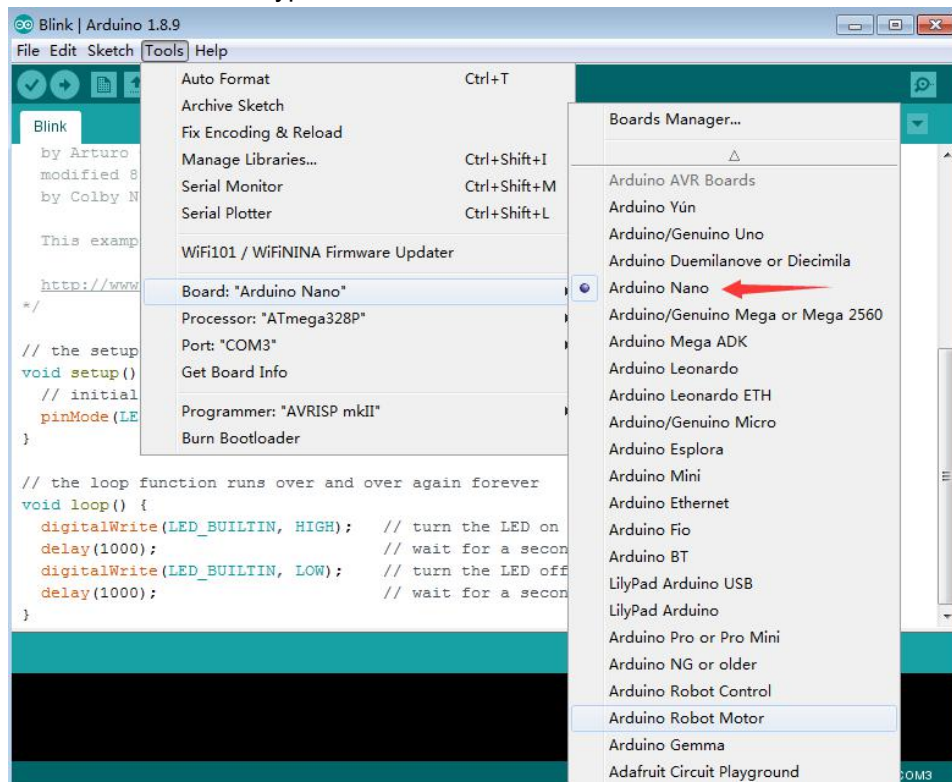 Blink | Arduino 1.8.9
File Edit Sketch Tools Help
Auto Format Ctrl+T
Archive Sketch
Fix Encoding & Reload
Manage Libraries... Ctrl+Shift+I
Serial Monitor Ctrl+Shift+M
Serial Plotter Ctrl+Shift+L
WiFi101 / WiFiNINA Firmware Updater
Board: "Arduino Nano"
Processor: "ATmega328P"
Port: "COM3"
Get Board Info
Programmer: "AVRISP mkII"
Burn Bootloader
Boards Manager...
Arduino AVR Boards
Arduino Yún
Arduino/Genuino Uno
Arduino Duemilanove or Diecimila
Arduino Nano
Arduino/Genuino Mega or Mega 2560
Arduino Mega ADK
Arduino Leonardo
Arduino Leonardo ETH
Arduino/Genuino Micro
Arduino Esplora
Arduino Mini
Arduino Ethernet
Arduino Fio
Arduino BT
LilyPad Arduino USB
LilyPad Arduino
Arduino Pro or Pro Mini
Arduino NG or older
Arduino Robot Control
Arduino Robot Motor
Arduino Gemma
Adafruit Circuit Playground
Blink
by Arturo
modified 8
by Colby N
This examp
http://www
*/
// the setup
void setup()
// initial
pinMode(LE
}
// the loop function runs over and over again forever
void loop() {
digitalWrite(LED_BUILTIN, HIGH); // turn the LED on
delay(1000); // wait for a secon
digitalWrite(LED_BUILTIN, LOW); // turn the LED off
delay(1000); // wait for a secon
}
COM3